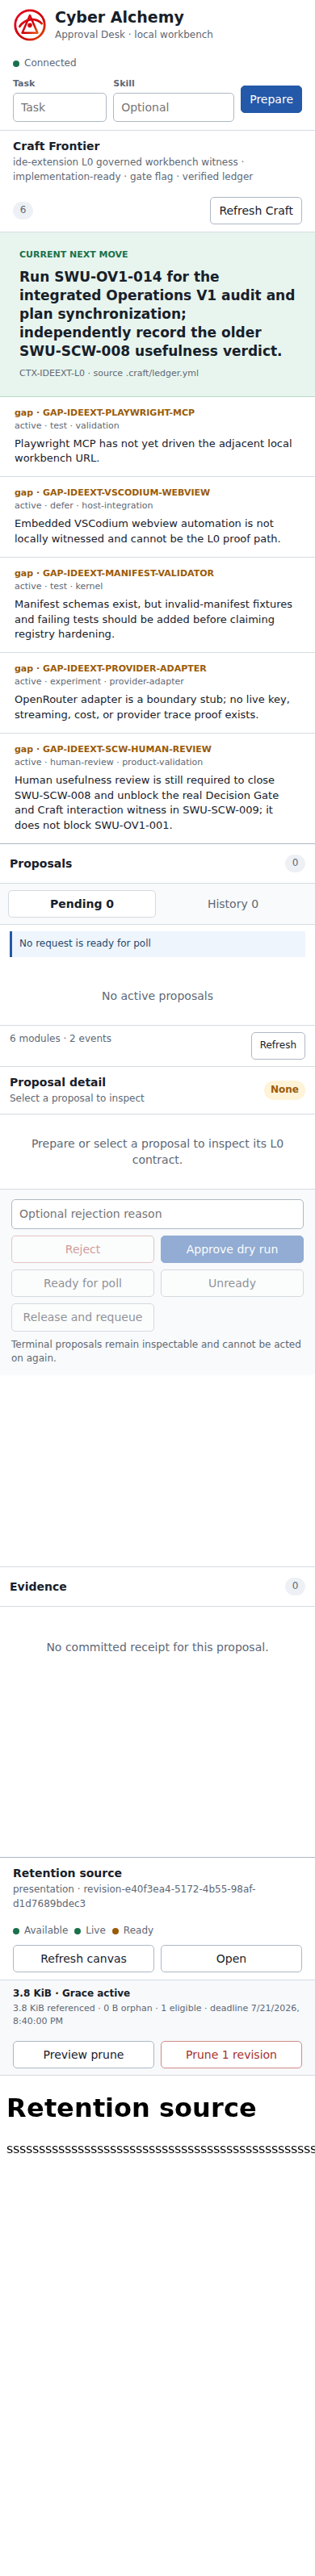 Cyber Alchemy
Approval Desk · local workbench
Connected
Task
Skill
Task
Optional
Prepare
Craft Frontier
ide-extension L0 governed workbench witness ·
implementation-ready · gate flag · verified ledger
6
Refresh Craft
CURRENT NEXT MOVE
Run SWU-OV1-014 for the
integrated Operations V1 audit and
plan synchronization;
independently record the older
SWU-SCW-008 usefulness verdict.
CTX-IDEEXT-L0 · source .craft/ledger.yml
gap · GAP-IDEEXT-PLAYWRIGHT-MCP
active · test · validation
Playwright MCP has not yet driven the adjacent local
workbench URL.
gap · GAP-IDEEXT-VSCODIUM-WEBVIEW
active · defer · host-integration
Embedded VSCodium webview automation is not
locally witnessed and cannot be the L0 proof path.
gap · GAP-IDEEXT-MANIFEST-VALIDATOR
active · test · kernel
Manifest schemas exist, but invalid-manifest fixtures
and failing tests should be added before claiming
registry hardening.
gap · GAP-IDEEXT-PROVIDER-ADAPTER
active · experiment · provider-adapter
OpenRouter adapter is a boundary stub; no live key,
streaming, cost, or provider trace proof exists.
gap · GAP-IDEEXT-SCW-HUMAN-REVIEW
active · human-review · product-validation
Human usefulness review is still required to close
SWU-SCW-008 and unblock the real Decision Gate
and Craft interaction witness in SWU-SCW-009; it
does not block SWU-OV1-001.
Proposals
0
Pending 0
History 0
No request is ready for poll
No active proposals
6 modules · 2 events
Refresh
Proposal detail
Select a proposal to inspect
None
Prepare or select a proposal to inspect its L0
contract.
Optional rejection reason
Reject
Approve dry run
Ready for poll
Unready
Release and requeue
Terminal proposals remain inspectable and cannot be acted
on again.
Evidence
0
No committed receipt for this proposal.
Retention source
presentation · revision-e40f3ea4-5172-4b55-98af-
d1d7689bdec3
Available
Live
Ready
Refresh canvas
Open
3.8 KiB · Grace active
3.8 KiB referenced · 0 B orphan · 1 eligible · deadline 7/21/2026,
8:40:00 PM
Preview prune
Prune 1 revision
Retention source